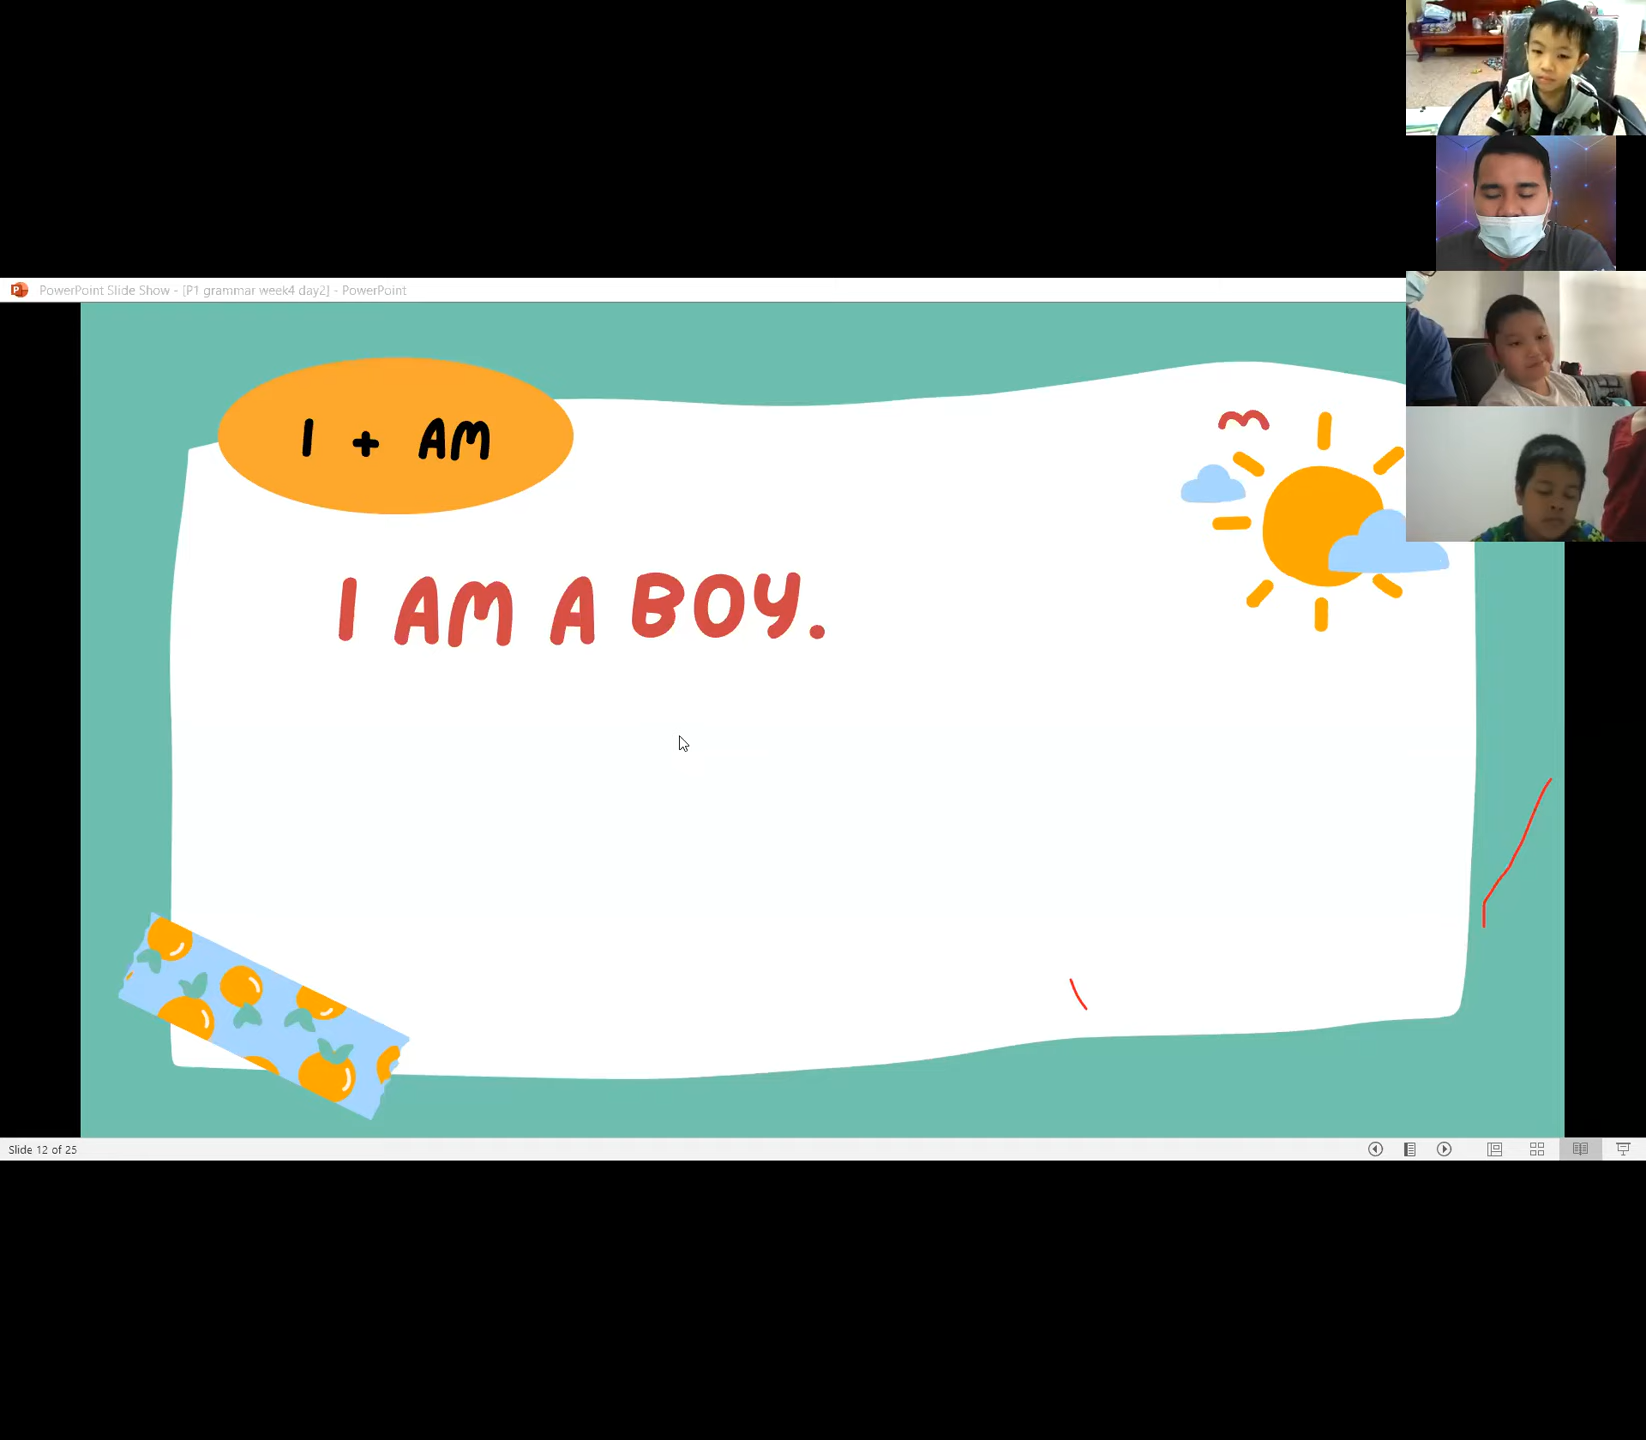 PowerPoint Slide Show - [P1 grammar week4 day2] - PowerPoint
I + AM
I AM A BOY.
Slide 12 of 25